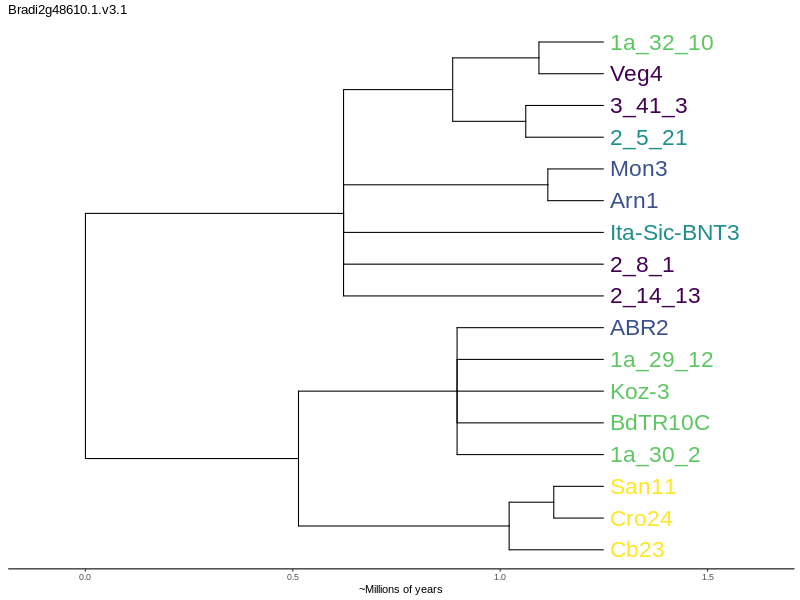 Bradi2g48610.1.v3.1
1a_32_10
Veg4
3_41_3
2_5_21
Mon3
Arn1
Ita-Sic-BNT3
2_8_1
2_14_13
ABR2
1a_29_12
Koz-3
BdTR10C
1a_30_2
San11
Cro24
Cb23
0.0 0.5 1.0 1.5
~Millions of years